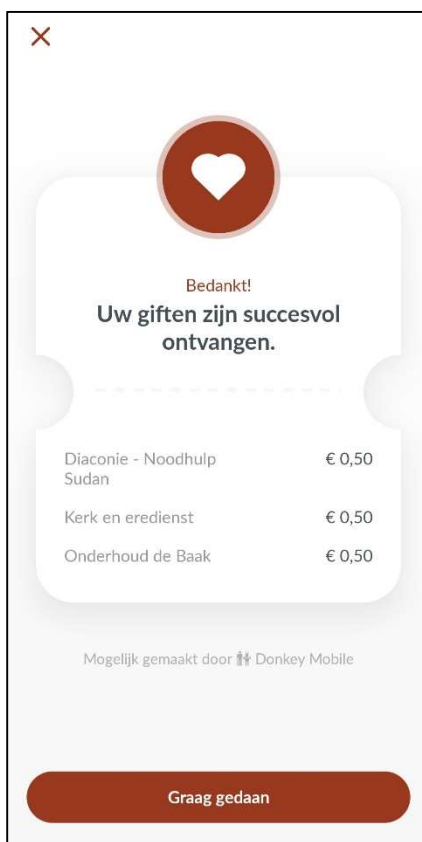 Bedankt!
Uw giften zijn succesvol
ontvangen.
Diaconie - Noodhulp € 0,50
Sudan
Kerk en eredienst € 0,50
Onderhoud de Baak € 0,50
Mogelijk gemaakt door Donkey Mobile
Graag gedaan